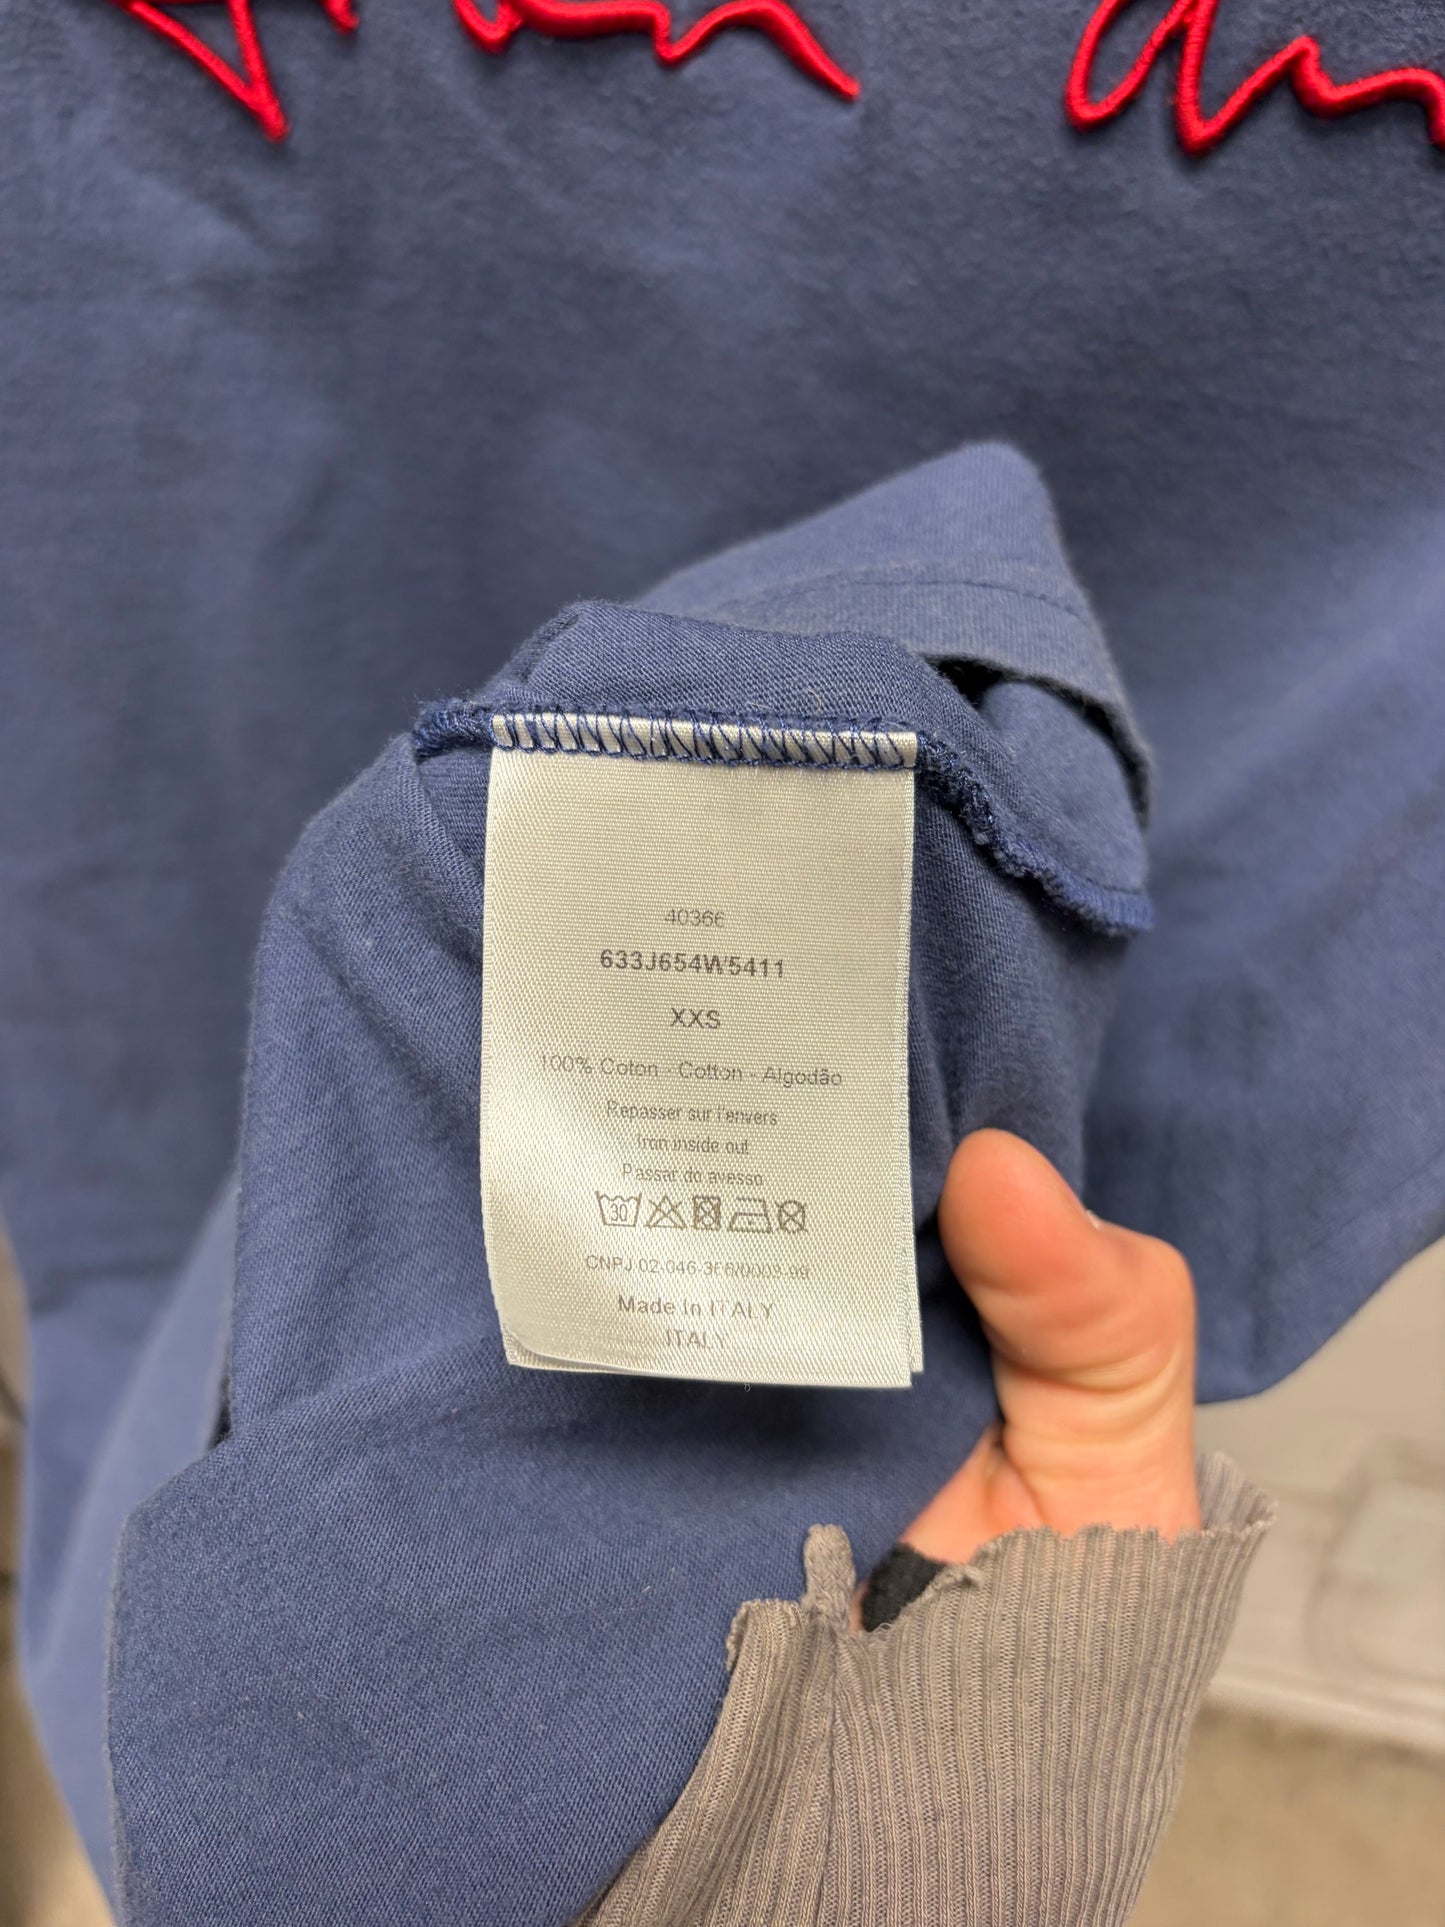 40366
633J654W5411
XXS
100% Coton - Cotton - Algodão
Repasser sur l'envers
Iron inside out
Passar do avesso
30
CNPJ 02.046.366/0003-99
Made In ITALY
ITALY